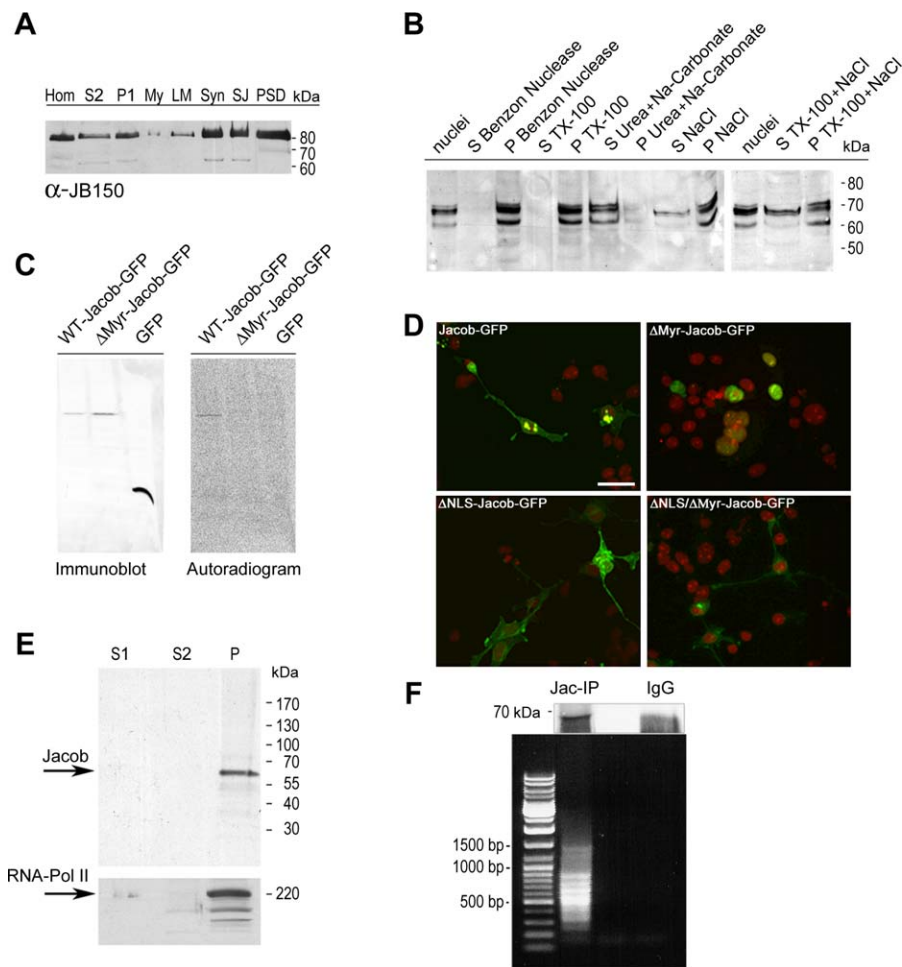 A
Hom S2 P1 My LM Syn SJ PSD kDa
- 80
- 70
- 60
α-JB150
B
nuclei
S Benzon Nuclease
P Benzon Nuclease
S TX-100
P TX-100
S Urea+Na-Carbonate
P Urea+Na-Carbonate
S NaCl
P NaCl
nuclei
S TX-100+NaCl
P TX-100+NaCl
kDa
- 80
- 70
- 60
- 50
C
WT-Jacob-GFP
ΔMyr-Jacob-GFP
GFP
WT-Jacob-GFP
ΔMyr-Jacob-GFP
GFP
Immunoblot
Autoradiogram
D
Jacob-GFP
ΔMyr-Jacob-GFP
ΔNLS-Jacob-GFP
ΔNLS/ΔMyr-Jacob-GFP
E
S1 S2 P
kDa
- 170
- 130
- 100
- 70
- 55
- 40
- 30
Jacob
RNA-Pol II
- 220
F
Jac-IP IgG
70 kDa -
1500 bp -
1000 bp -
500 bp -